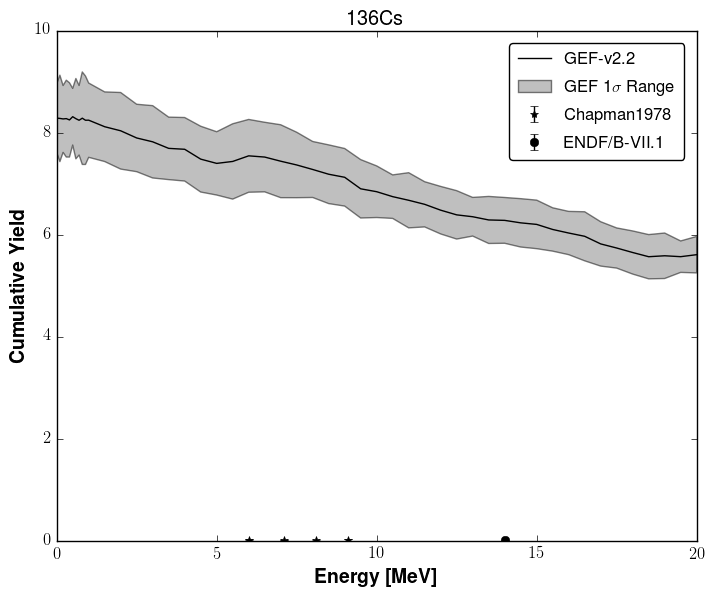 136Cs
10
8
6
4
2
0
Cumulative Yield
GEF-v2.2
GEF 1σ Range
Chapman1978
ENDF/B-VII.1
0 5 10 15 20
Energy [MeV]